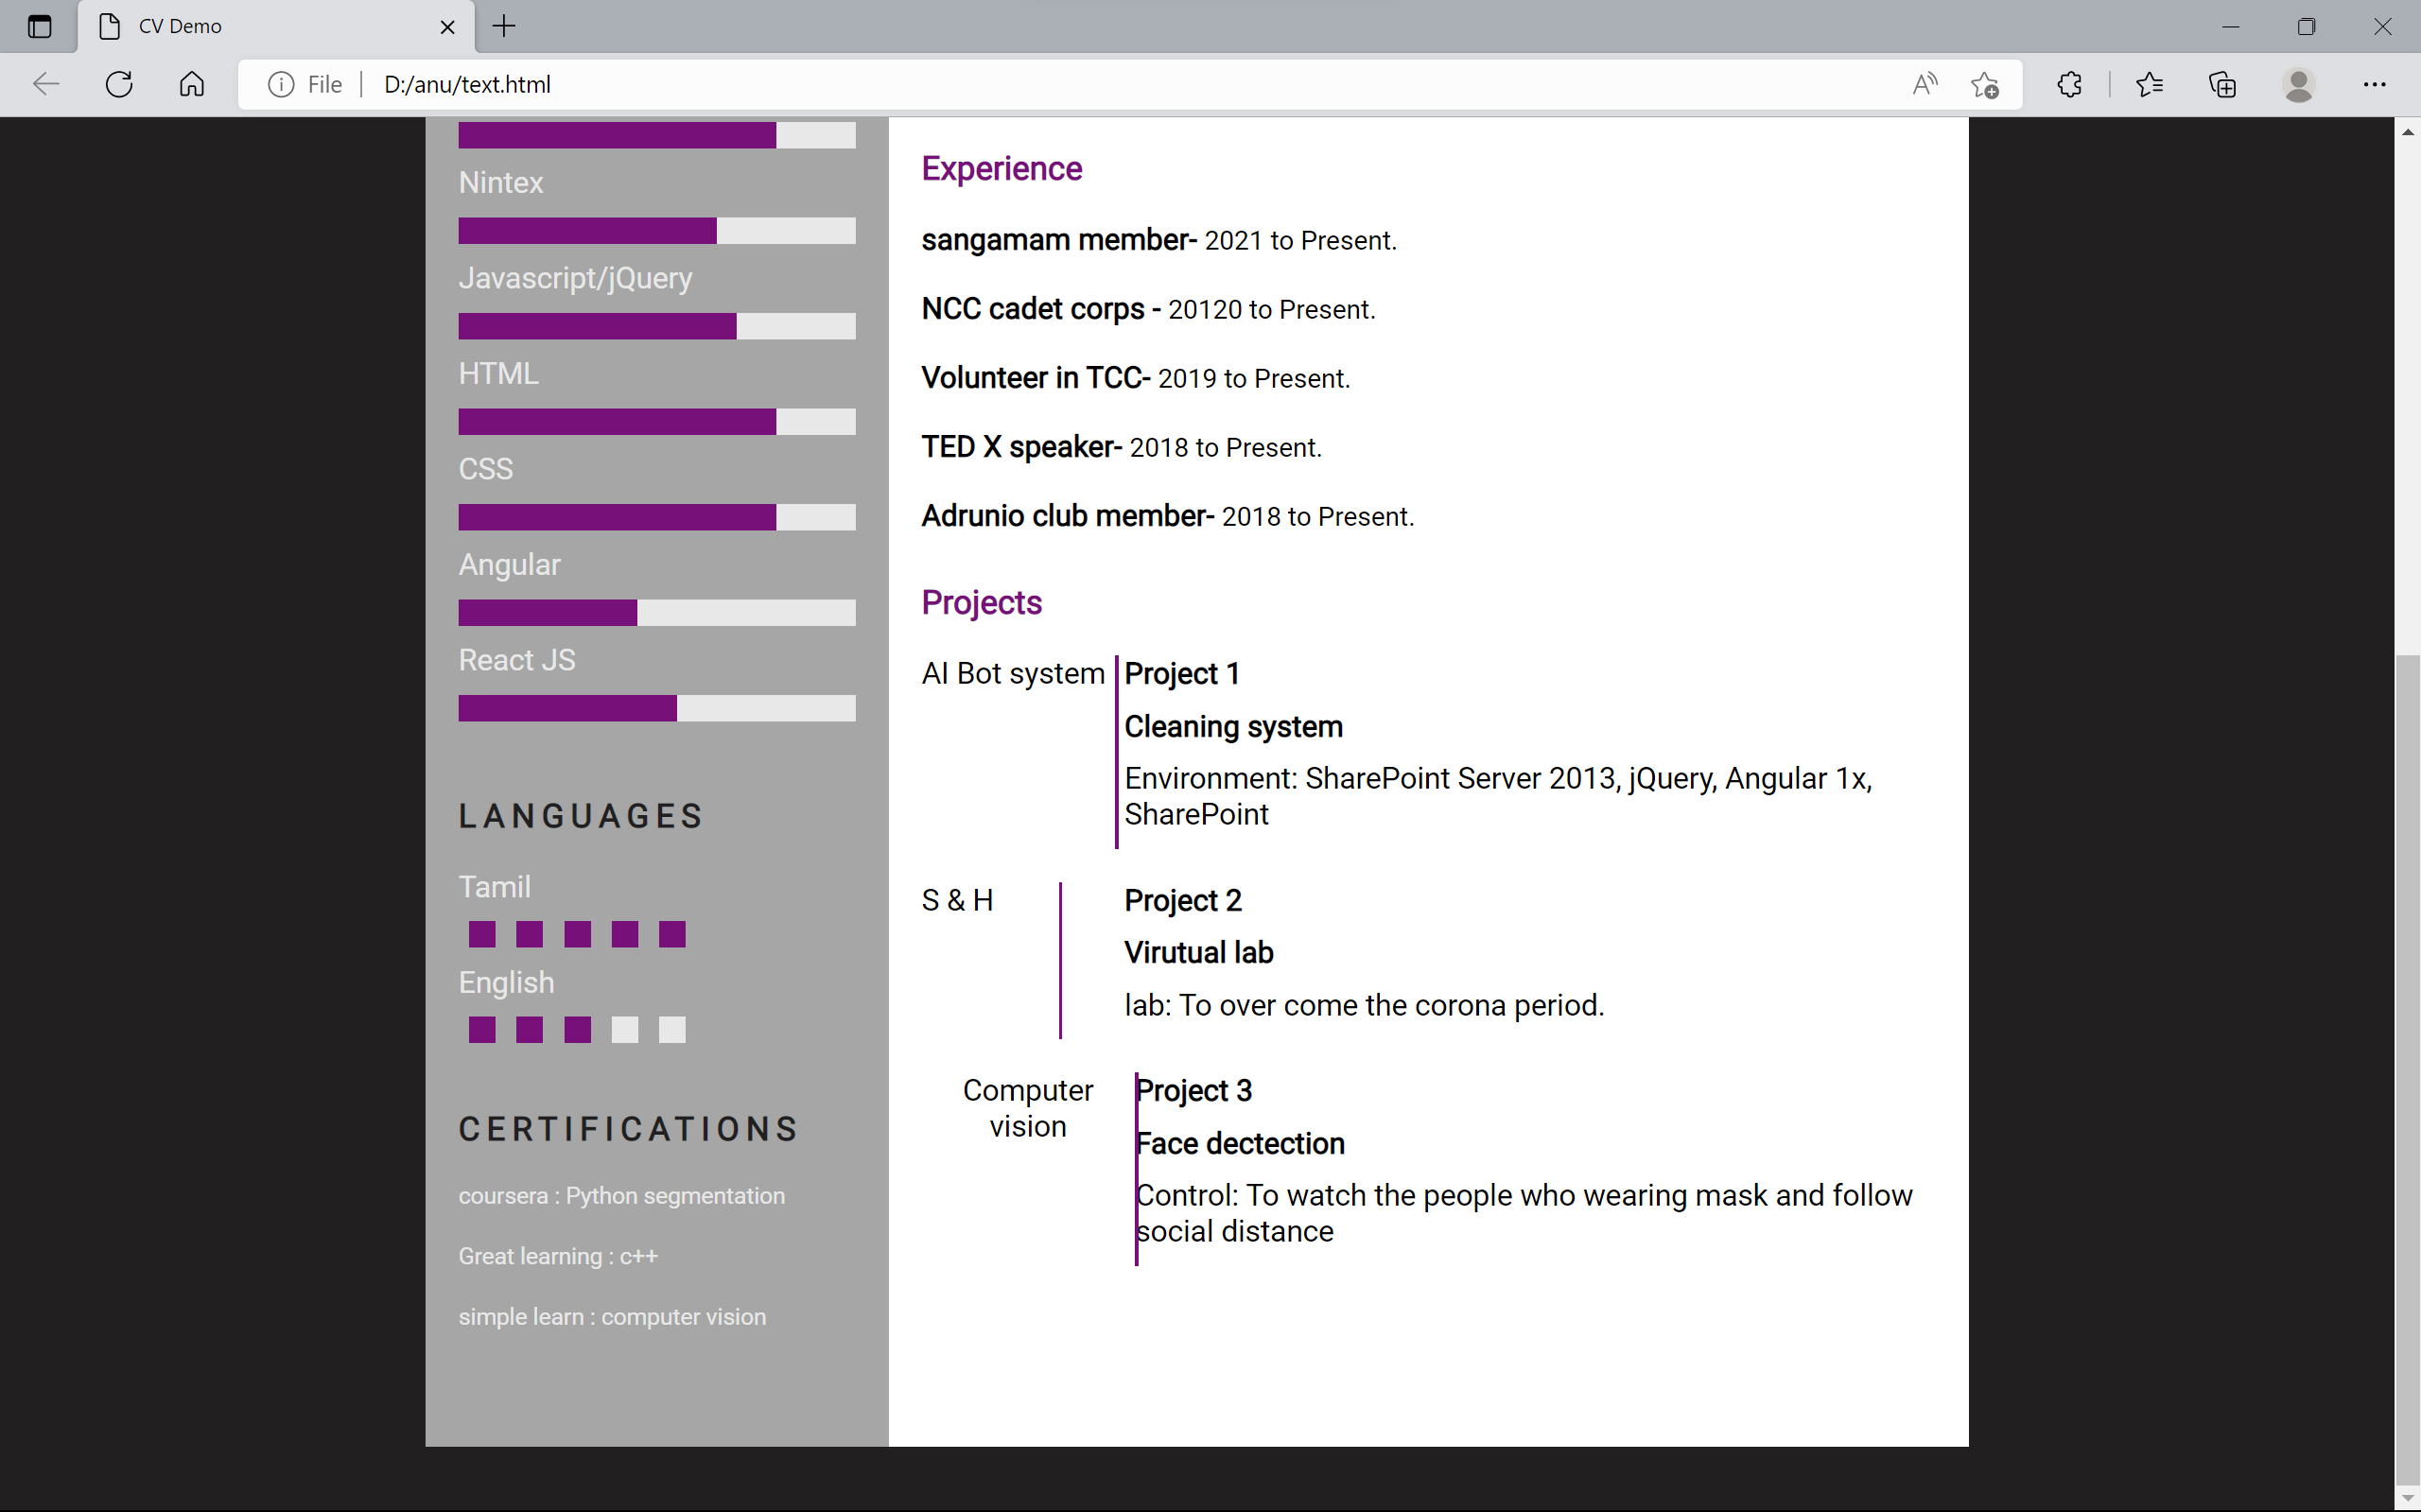 CV Demo
File
D:/anu/text.html
Nintex
Javascript/jQuery
HTML
CSS
Angular
React JS
LANGUAGES
Tamil
English
CERTIFICATIONS
coursera : Python segmentation
Great learning : c++
simple learn : computer vision
Experience
sangamam member- 2021 to Present.
NCC cadet corps - 20120 to Present.
Volunteer in TCC- 2019 to Present.
TED X speaker- 2018 to Present.
Adrunio club member- 2018 to Present.
Projects
AI Bot system
Project 1
Cleaning system
Environment: SharePoint Server 2013, jQuery, Angular 1x,
SharePoint
S & H
Project 2
Virutual lab
lab: To over come the corona period.
Computer
vision
Project 3
Face dectection
Control: To watch the people who wearing mask and follow
social distance